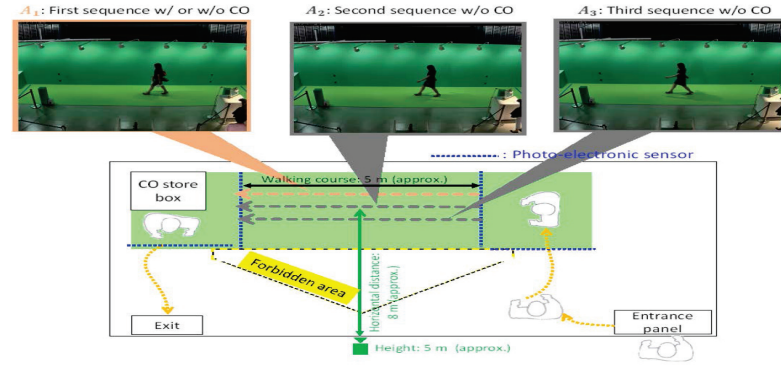 A₁: First sequence w/ or w/o CO
A₂: Second sequence w/o CO
A₃: Third sequence w/o CO
: Photo-electronic sensor
CO store
box
Walking course: 5 m (approx.)
Forbidden area
Horizontal distance:
8 m (approx.)
Exit
Entrance
panel
Height: 5 m (approx.)